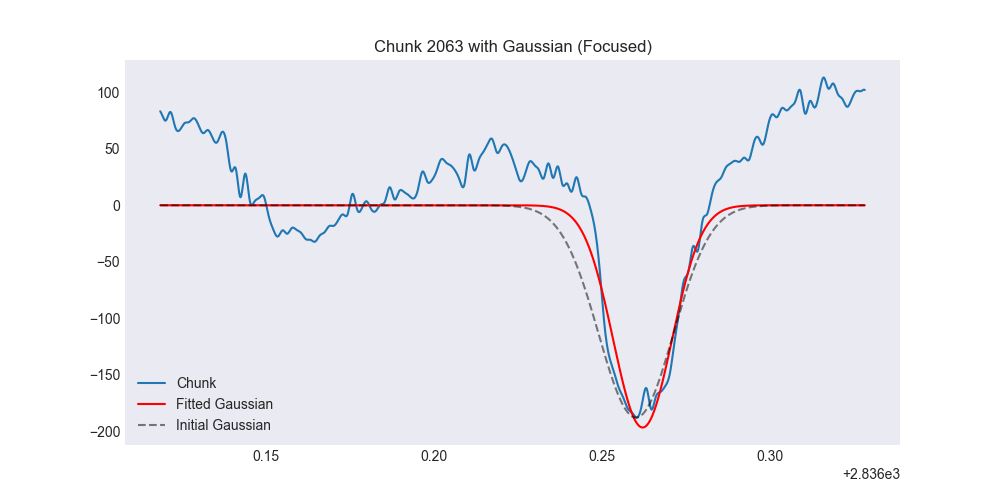 Chunk 2063 with Gaussian (Focused)
100
50
0
−50
−100
−150
−200
Chunk
Fitted Gaussian
Initial Gaussian
0.15 0.20 0.25 0.30
+2.836e3